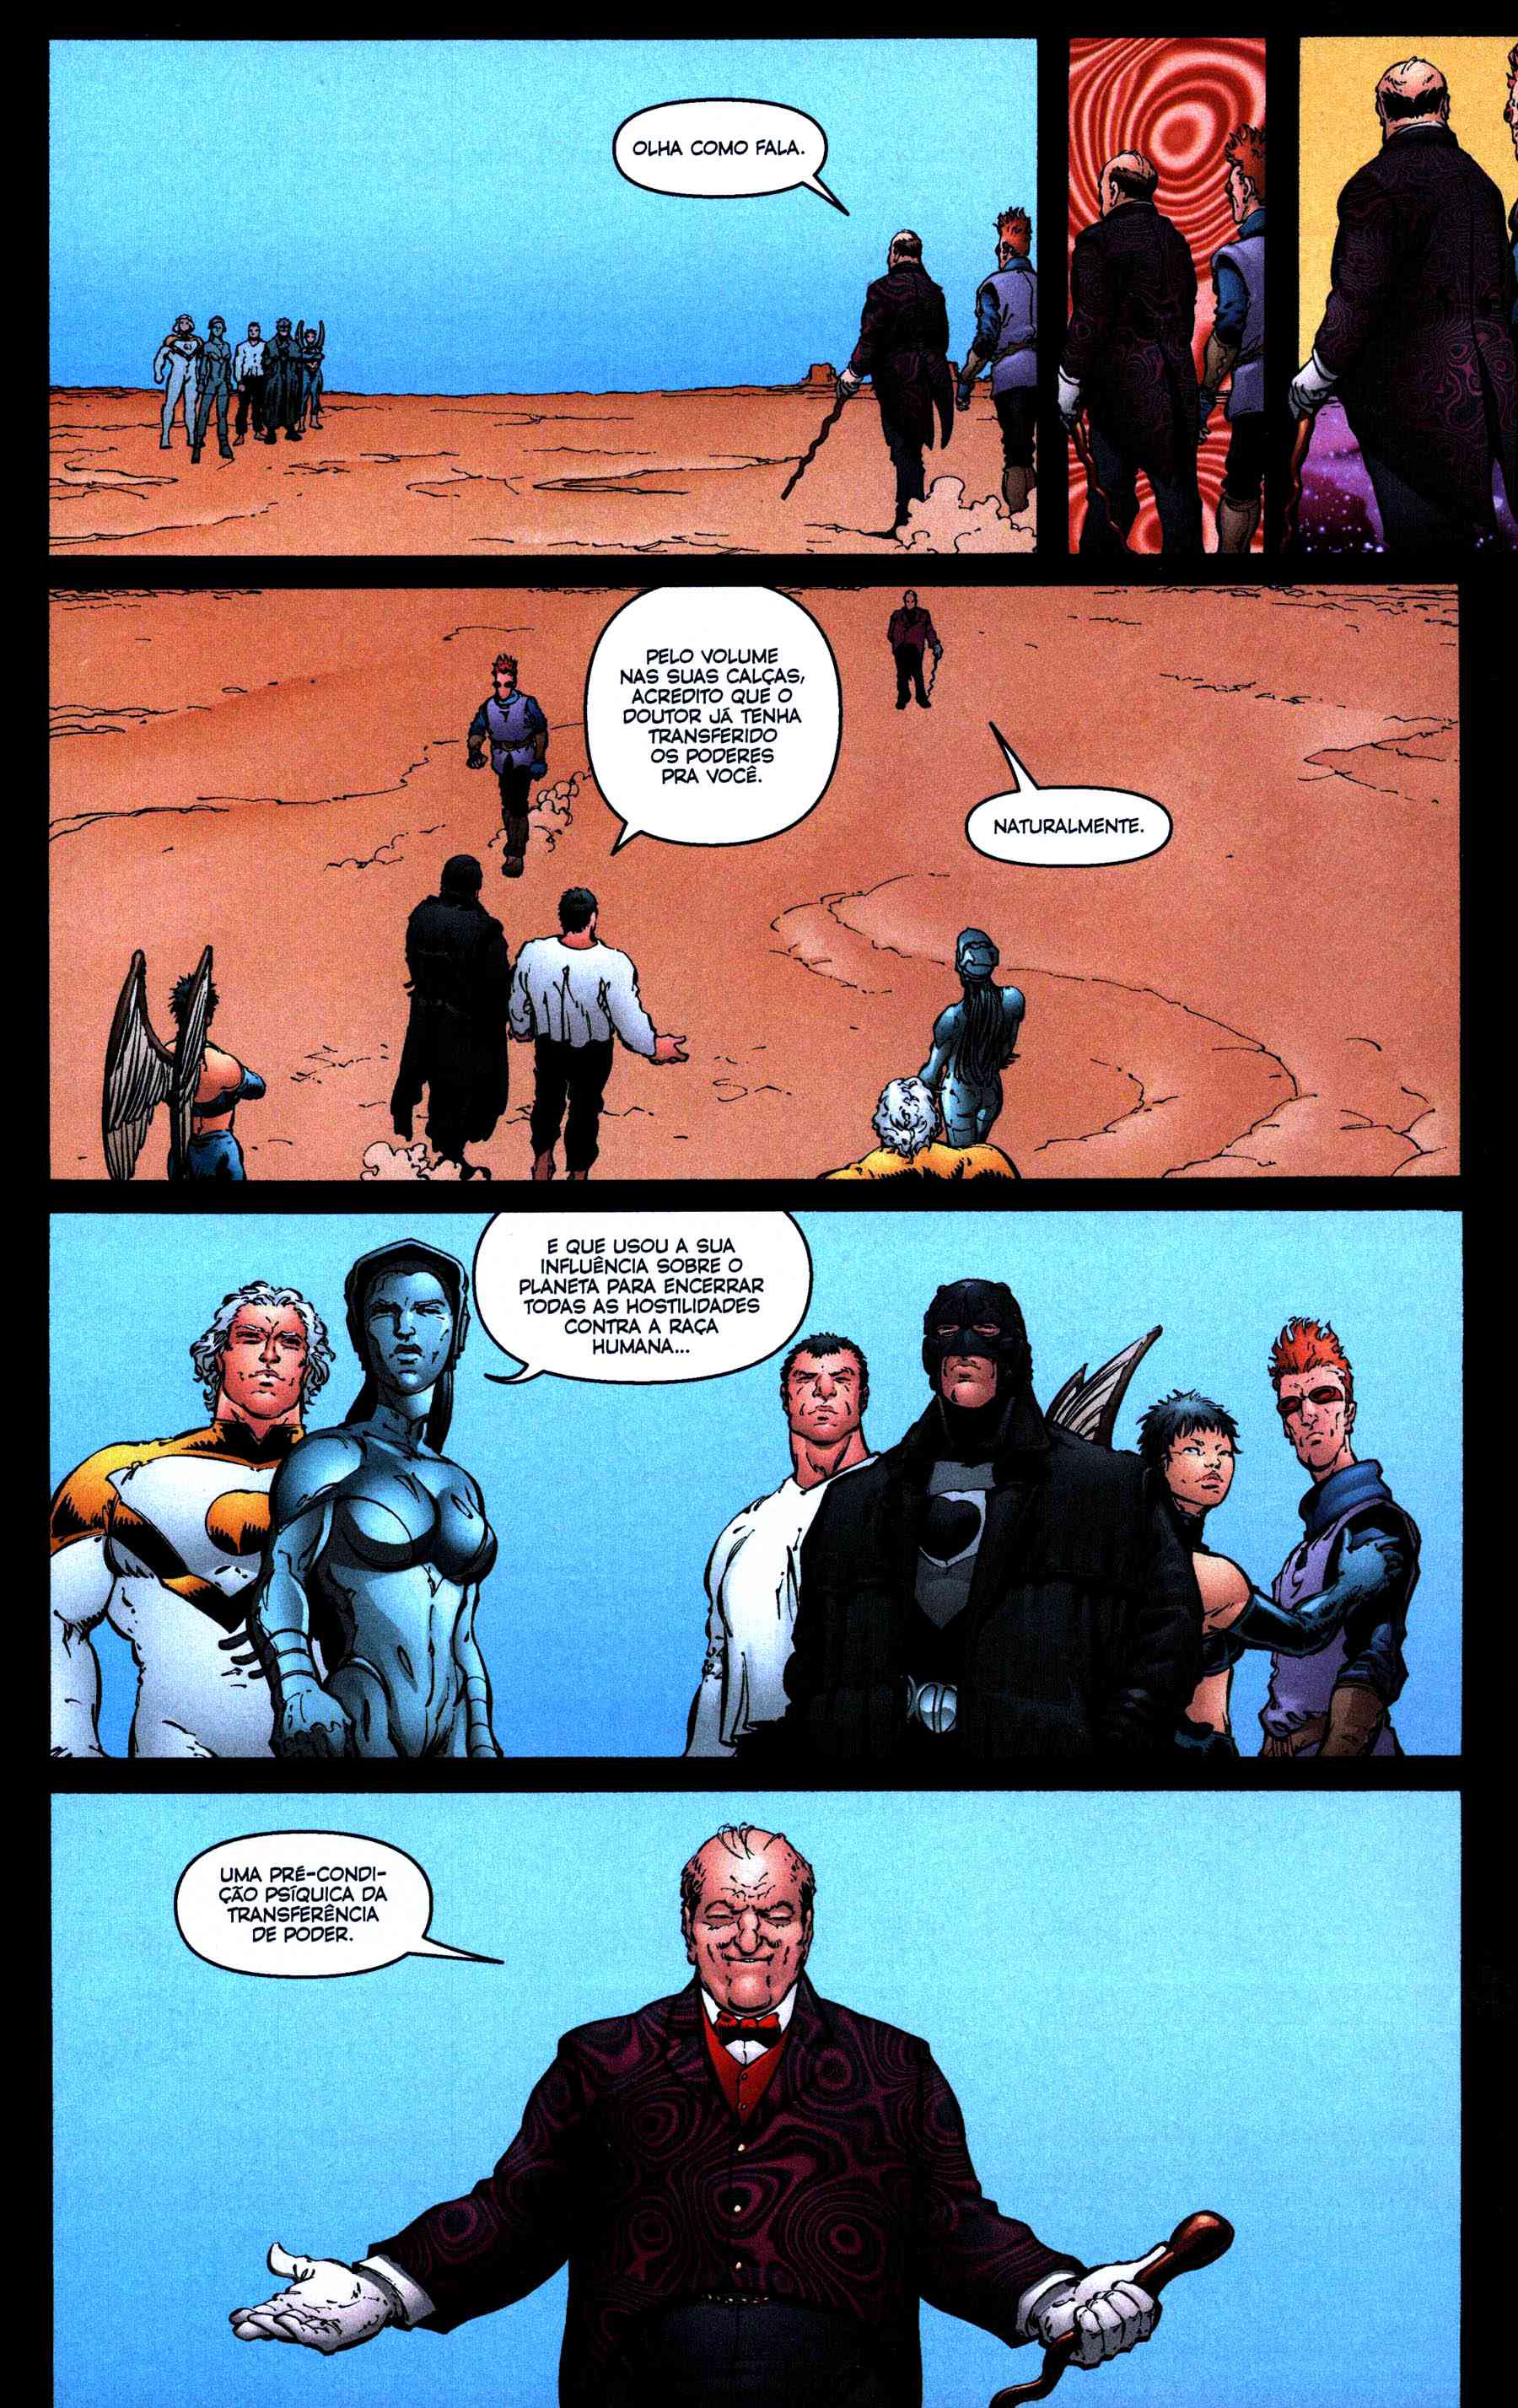 OLHA COMO FALA.
PELO VOLUME
NAS SUAS CALÇAS,
ACREDITO QUE O
DOUTOR JÁ TENHA
TRANSFERIDO
OS PODERES
PRA VOCÊ.
NATURALMENTE.
E QUE USOU A SUA
INFLUÊNCIA SOBRE O
PLANETA PARA ENCERRAR
TODAS AS HOSTILIDADES
CONTRA A RAÇA
HUMANA...
UMA PRÉ-CONDI-
ÇÃO PSÍQUICA DA
TRANSFERÊNCIA
DE PODER.